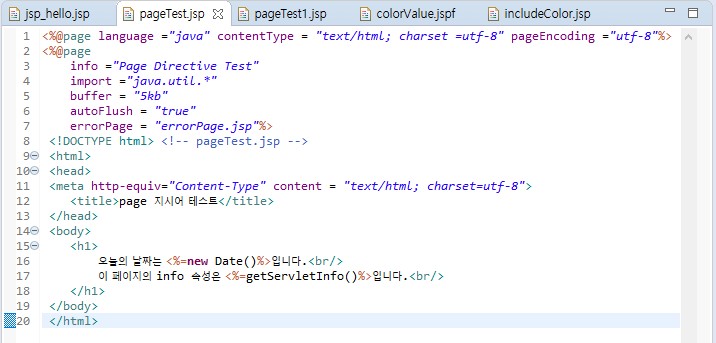 jsp_hello.jsp pageTest.jsp pageTest1.jsp colorValue.jspf includeColor.jsp
1 <%@page language ="java" contentType = "text/html; charset =utf-8" pageEncoding ="utf-8"%>
2 <%@page
3 info ="Page Directive Test"
4 import ="java.util.*"
5 buffer = "5kb"
6 autoFlush = "true"
7 errorPage = "errorPage.jsp"%>
8 <!DOCTYPE html> <!-- pageTest.jsp -->
9 <html>
10 <head>
11 <meta http-equiv="Content-Type" content = "text/html; charset=utf-8">
12 <title>page 지시어 테스트</title>
13 </head>
14 <body>
15 <h1>
16 오늘의 날짜는 <%=new Date()%>입니다.<br/>
17 이 페이지의 info 속성은 <%=getServletInfo()%>입니다.<br/>
18 </h1>
19 </body>
20 </html>